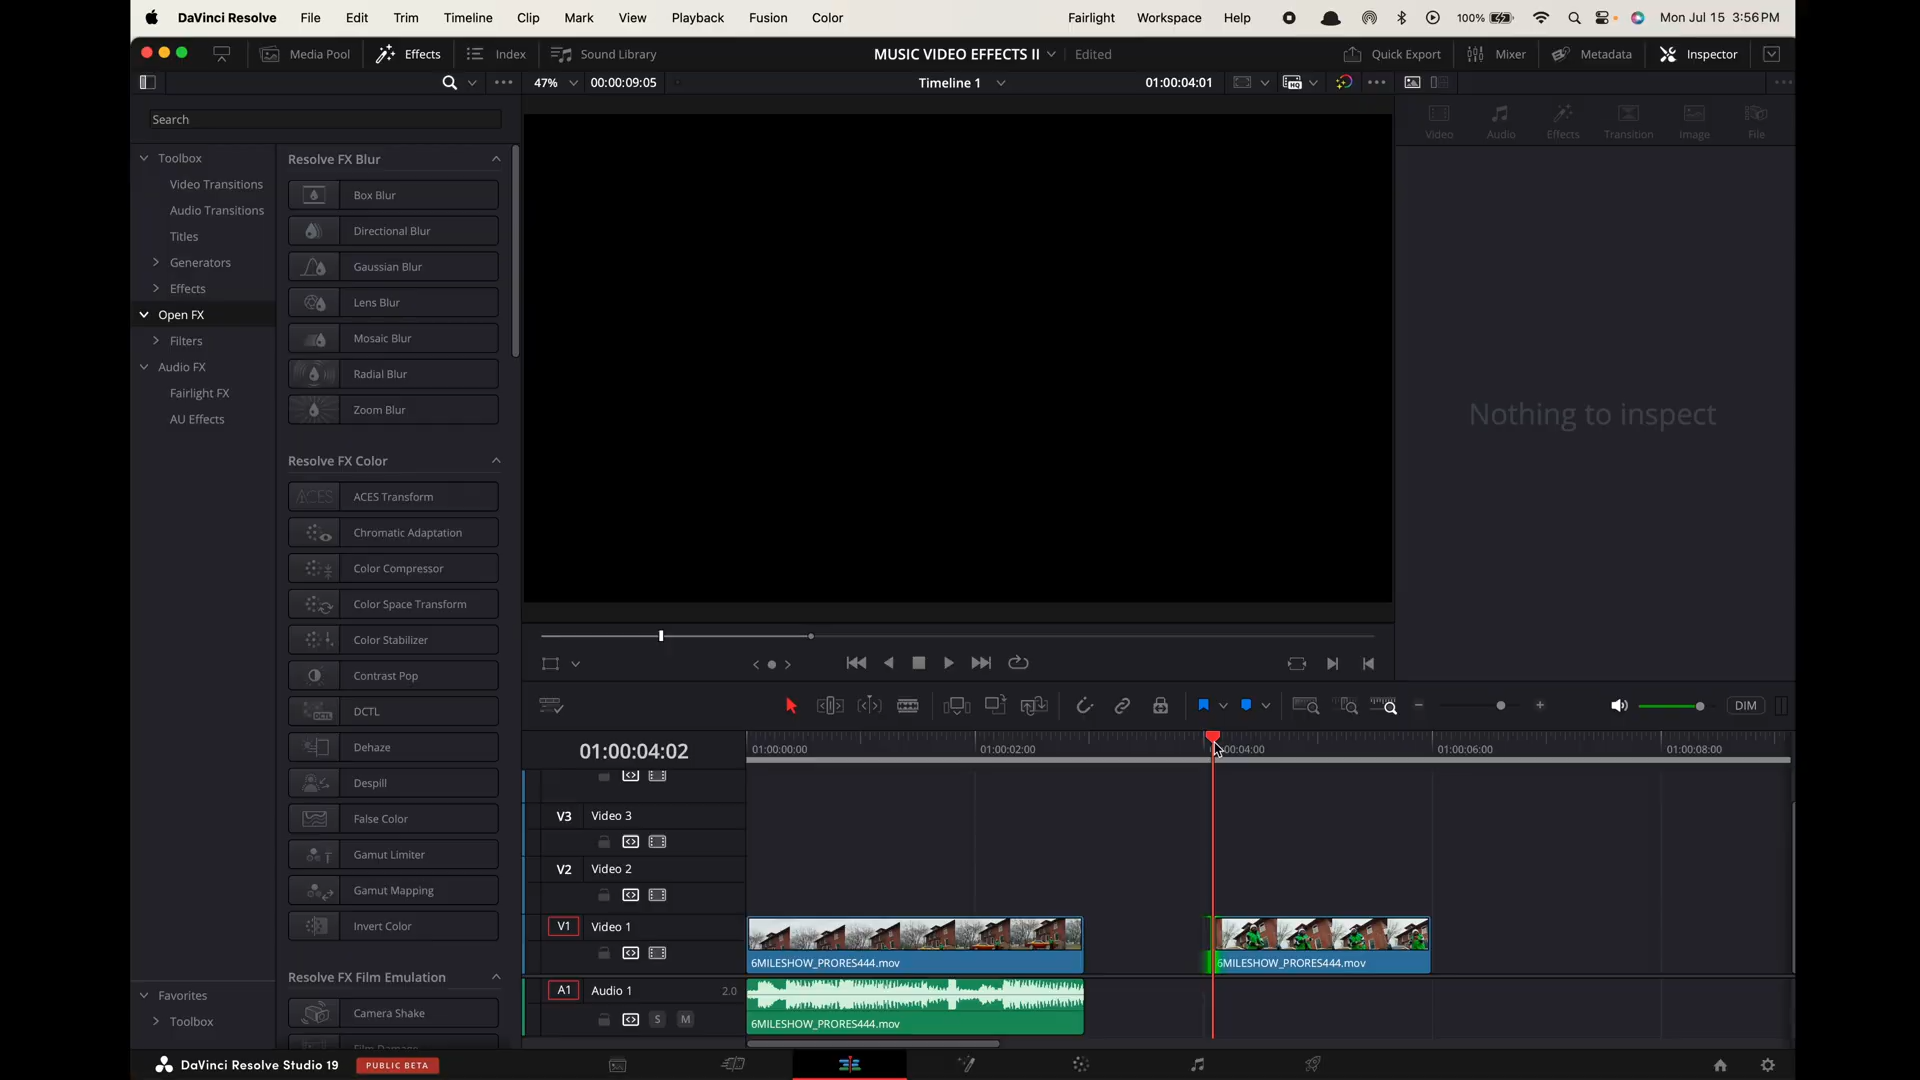 DaVinci Resolve File Edit Trim Timeline Clip Mark View Playback Fusion Color Fairlight Workspace Help 100% Mon Jul 15 3:56 PM
Media Pool Effects Index Sound Library MUSIC VIDEO EFFECTS II Edited Quick Export Mixer Metadata Inspector
47% 00:00:09:05 Timeline 1 01:00:04:01
Search
Video Audio Effects Transition Image File
Toolbox
Video Transitions
Audio Transitions
Titles
Generators
Effects
Open FX
Filters
Audio FX
Fairlight FX
AU Effects
Favorites
Toolbox
Resolve FX Blur
Box Blur
Directional Blur
Gaussian Blur
Lens Blur
Mosaic Blur
Radial Blur
Zoom Blur
Resolve FX Color
ACES Transform
Chromatic Adaptation
Color Compressor
Color Space Transform
Color Stabilizer
Contrast Pop
DCTL
Dehaze
Despill
False Color
Gamut Limiter
Gamut Mapping
Invert Color
Resolve FX Film Emulation
Camera Shake
Nothing to inspect
DIM
01:00:04:02
01:00:00:00 01:00:02:00 00:04:00 01:00:06:00 01:00:08:00
V3 Video 3
V2 Video 2
V1 Video 1
6MILESHOW_PRORES444.mov 6MILESHOW_PRORES444.mov
A1 Audio 1 2.0
S M
6MILESHOW_PRORES444.mov
DaVinci Resolve Studio 19 PUBLIC BETA